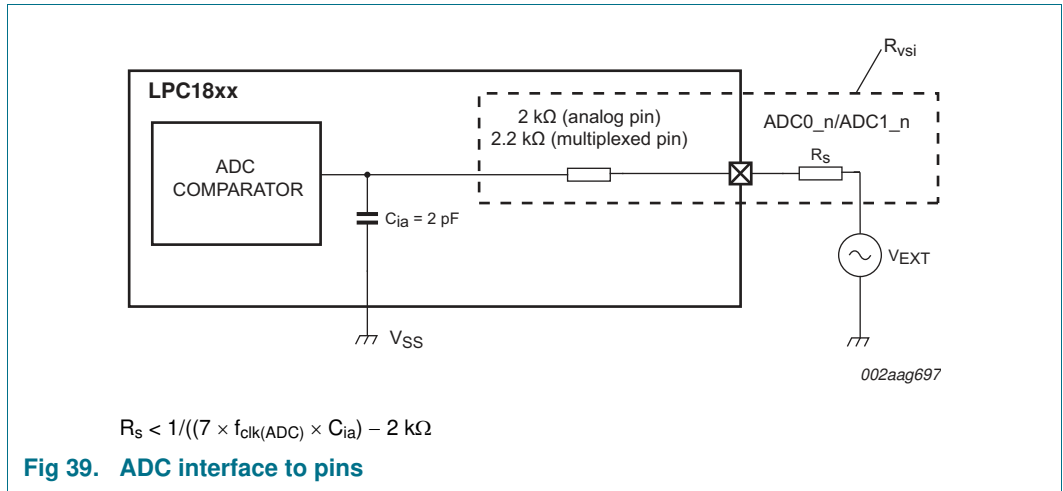 Rvsi
LPC18xx
2 kΩ (analog pin)
2.2 kΩ (multiplexed pin)
ADC0_n/ADC1_n
Rs
ADC
COMPARATOR
Cia = 2 pF
VEXT
VSS
002aag697
Rs < 1/((7 × fclk(ADC) × Cia) − 2 kΩ
Fig 39. ADC interface to pins